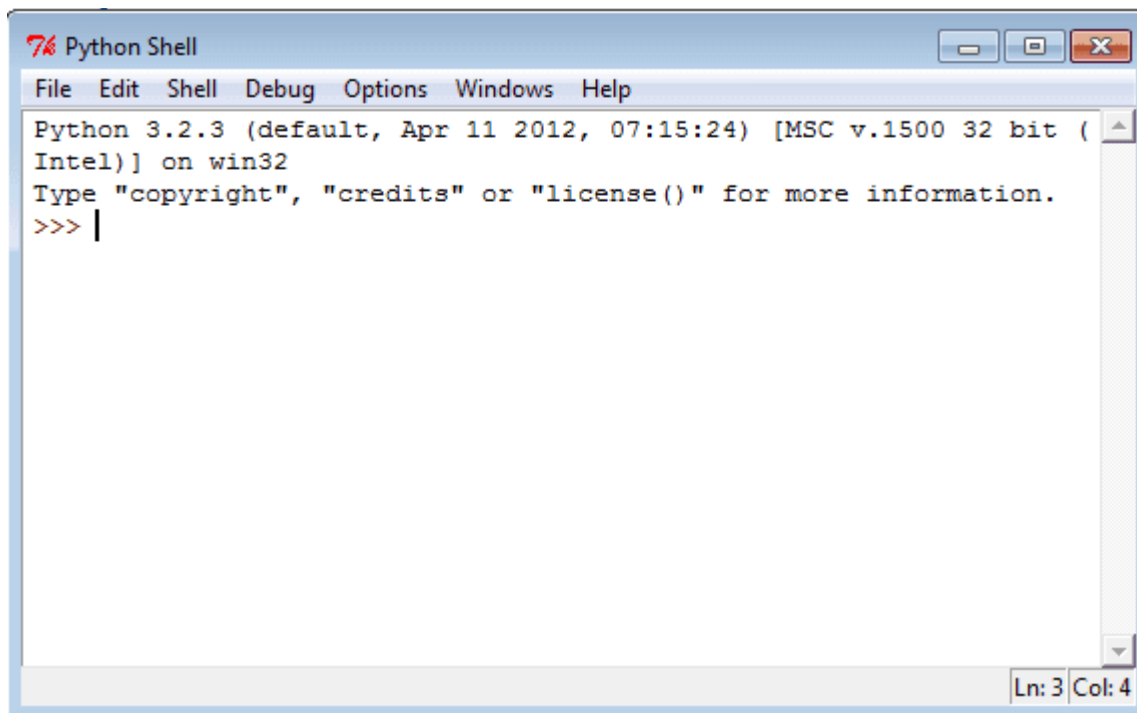 Python Shell
File Edit Shell Debug Options Windows Help
Python 3.2.3 (default, Apr 11 2012, 07:15:24) [MSC v.1500 32 bit (
Intel)] on win32
Type "copyright", "credits" or "license()" for more information.
>>>
Ln: 3 Col: 4